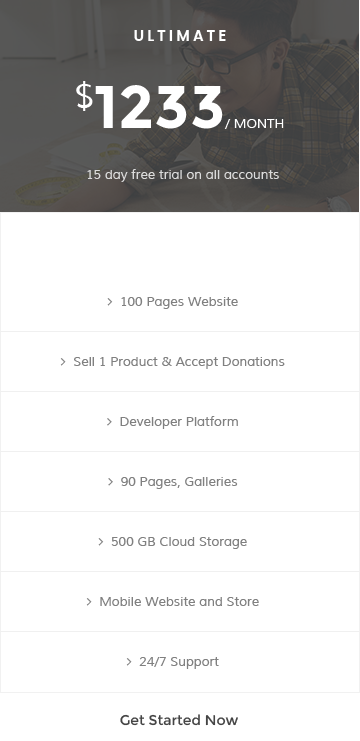 ULTIMATE
$1233/ MONTH
15 day free trial on all accounts
> 100 Pages Website
> Sell 1 Product & Accept Donations
> Developer Platform
> 90 Pages, Galleries
> 500 GB Cloud Storage
> Mobile Website and Store
> 24/7 Support
Get Started Now